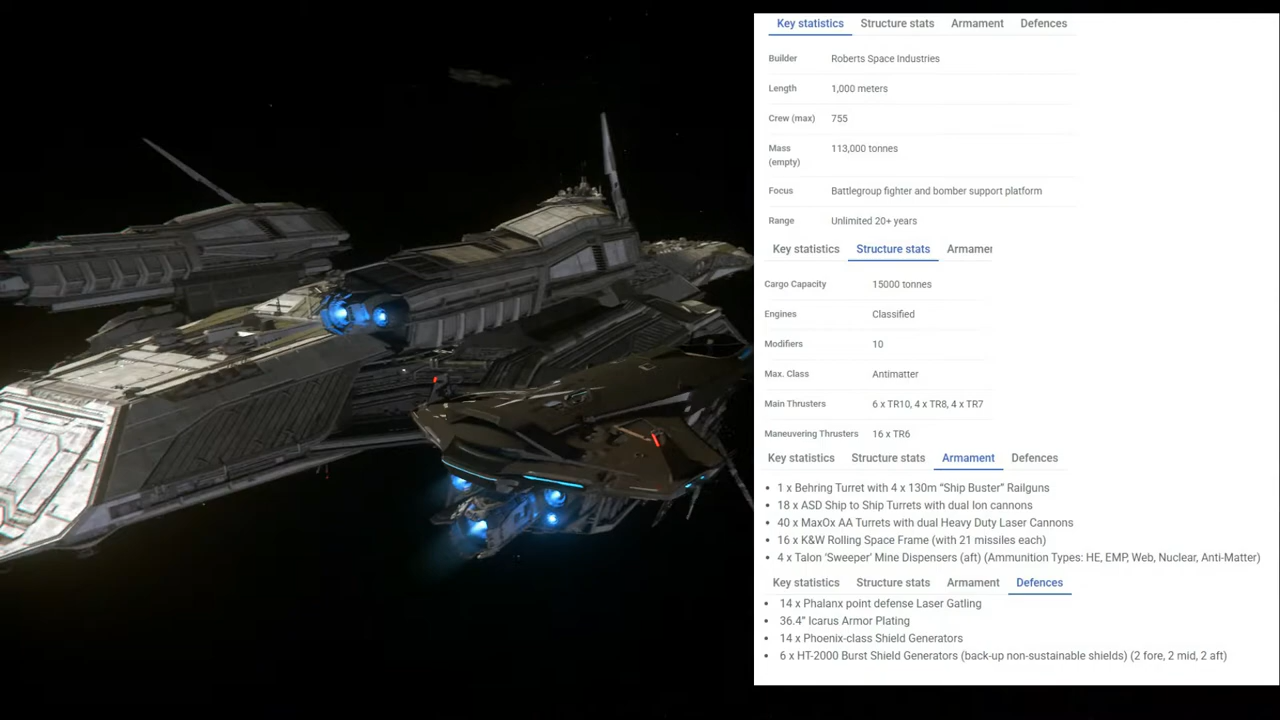 Key statistics Structure stats Armament Defences
Builder Roberts Space Industries
Length 1,000 meters
Crew (max) 755
Mass (empty) 113,000 tonnes
Focus Battlegroup fighter and bomber support platform
Range Unlimited 20+ years
Key statistics Structure stats Armamer
Cargo Capacity 15000 tonnes
Engines Classified
Modifiers 10
Max. Class Antimatter
Main Thrusters 6 x TR10, 4 x TR8, 4 x TR7
Maneuvering Thrusters 16 x TR6
Key statistics Structure stats Armament Defences
• 1 x Behring Turret with 4 x 130m “Ship Buster” Railguns
• 18 x ASD Ship to Ship Turrets with dual Ion cannons
• 40 x MaxOx AA Turrets with dual Heavy Duty Laser Cannons
• 16 x K&W Rolling Space Frame (with 21 missiles each)
• 4 x Talon ‘Sweeper’ Mine Dispensers (aft) (Ammunition Types: HE, EMP, Web, Nuclear, Anti-Matter)
Key statistics Structure stats Armament Defences
• 14 x Phalanx point defense Laser Gatling
• 36.4” Icarus Armor Plating
• 14 x Phoenix-class Shield Generators
• 6 x HT-2000 Burst Shield Generators (back-up non-sustainable shields) (2 fore, 2 mid, 2 aft)